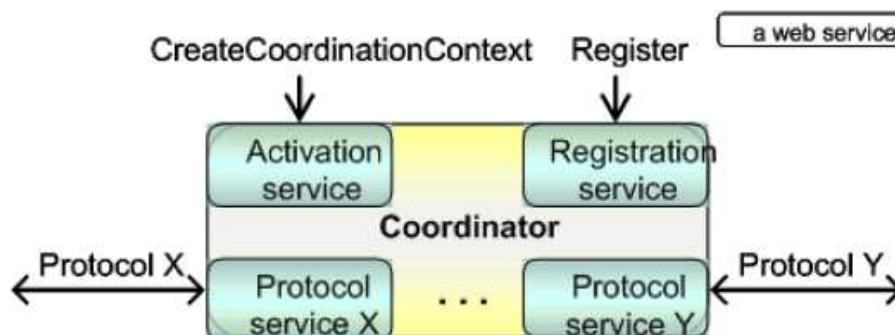 a web service
CreateCoordinationContext Register
Activation
service
Registration
service
Coordinator
Protocol X
Protocol Y
Protocol
service X
...
Protocol
service Y